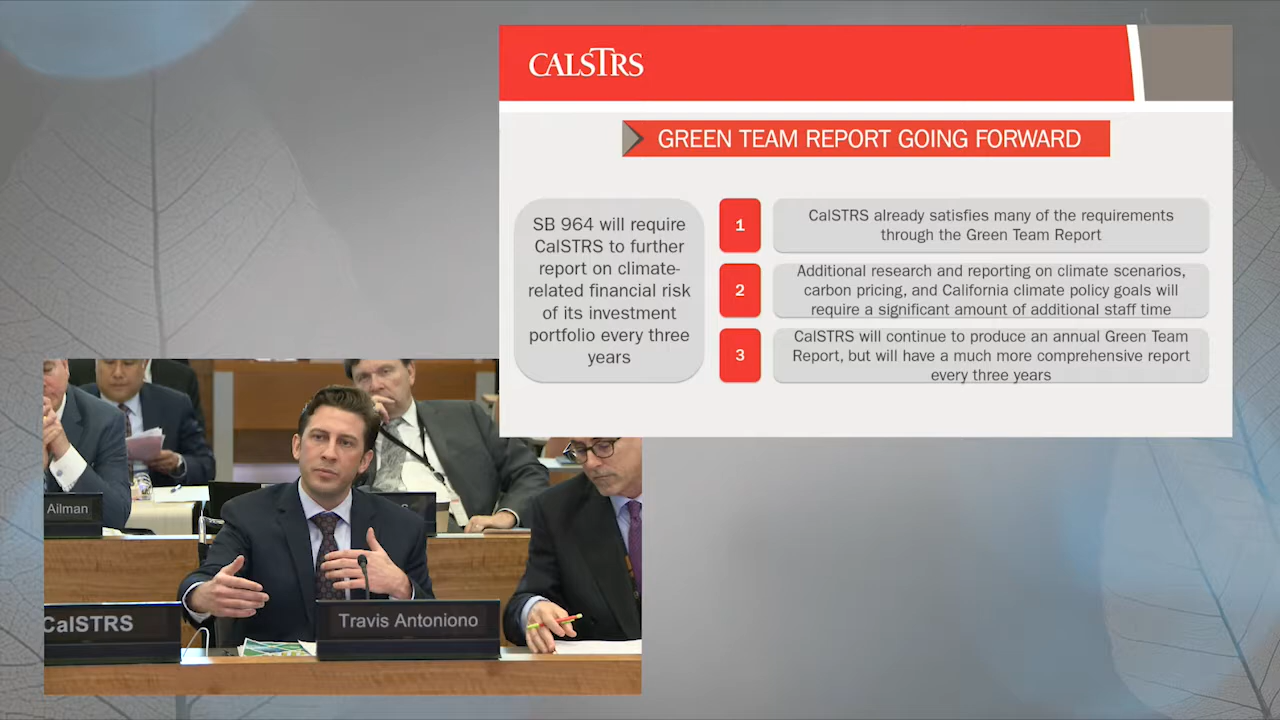 CALSTRS
GREEN TEAM REPORT GOING FORWARD
SB 964 will require
CalSTRS to further
report on climate-
related financial risk
of its investment
portfolio every three
years
1
CalSTRS already satisfies many of the requirements
through the Green Team Report
2
Additional research and reporting on climate scenarios,
carbon pricing, and California climate policy goals will
require a significant amount of additional staff time
3
CalSTRS will continue to produce an annual Green Team
Report, but will have a much more comprehensive report
every three years
Ailman
CalSTRS
Travis Antoniono